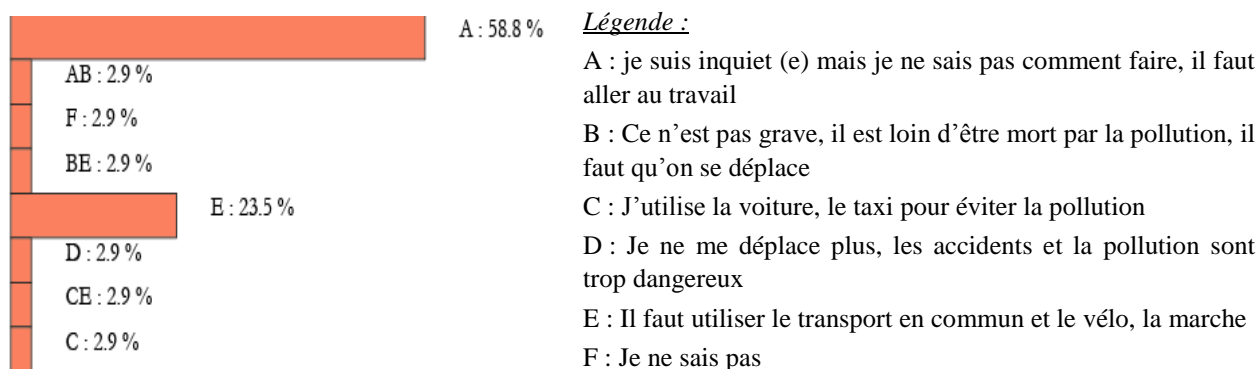 A : 58.8 %
AB : 2.9 %
F : 2.9 %
BE : 2.9 %
E : 23.5 %
D : 2.9 %
CE : 2.9 %
C : 2.9 %
Légende :
A : je suis inquiet (e) mais je ne sais pas comment faire, il faut
aller au travail
B : Ce n’est pas grave, il est loin d’être mort par la pollution, il
faut qu’on se déplace
C : J’utilise la voiture, le taxi pour éviter la pollution
D : Je ne me déplace plus, les accidents et la pollution sont
trop dangereux
E : Il faut utiliser le transport en commun et le vélo, la marche
F : Je ne sais pas